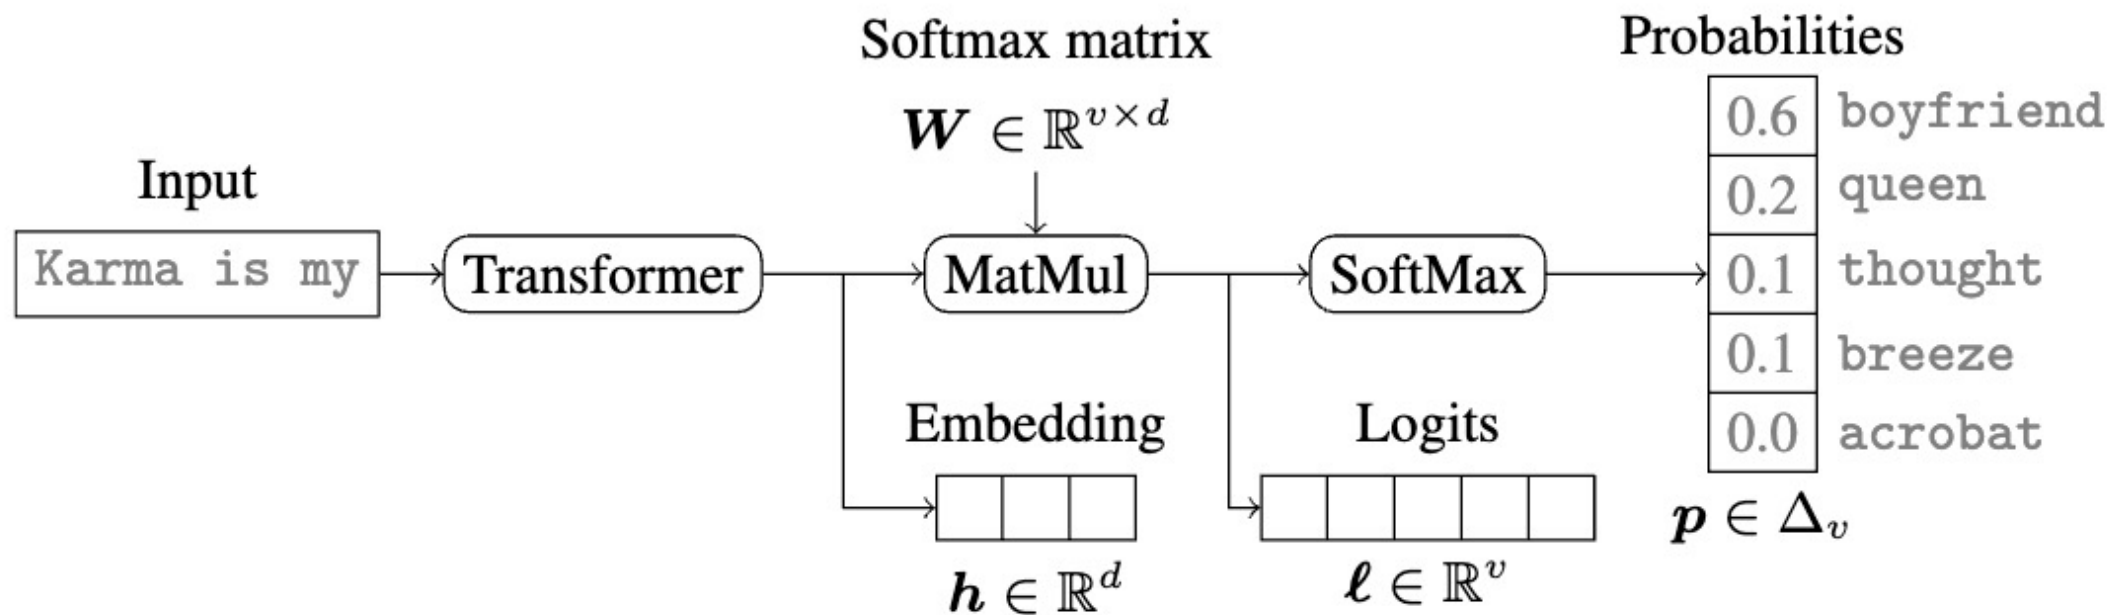 Softmax matrix
W ∈ ℝ^{v×d}
Input
Karma is my
Transformer
MatMul
SoftMax
Embedding
h ∈ ℝ^d
Logits
ℓ ∈ ℝ^v
Probabilities
0.6 boyfriend
0.2 queen
0.1 thought
0.1 breeze
0.0 acrobat
p ∈ Δ_v